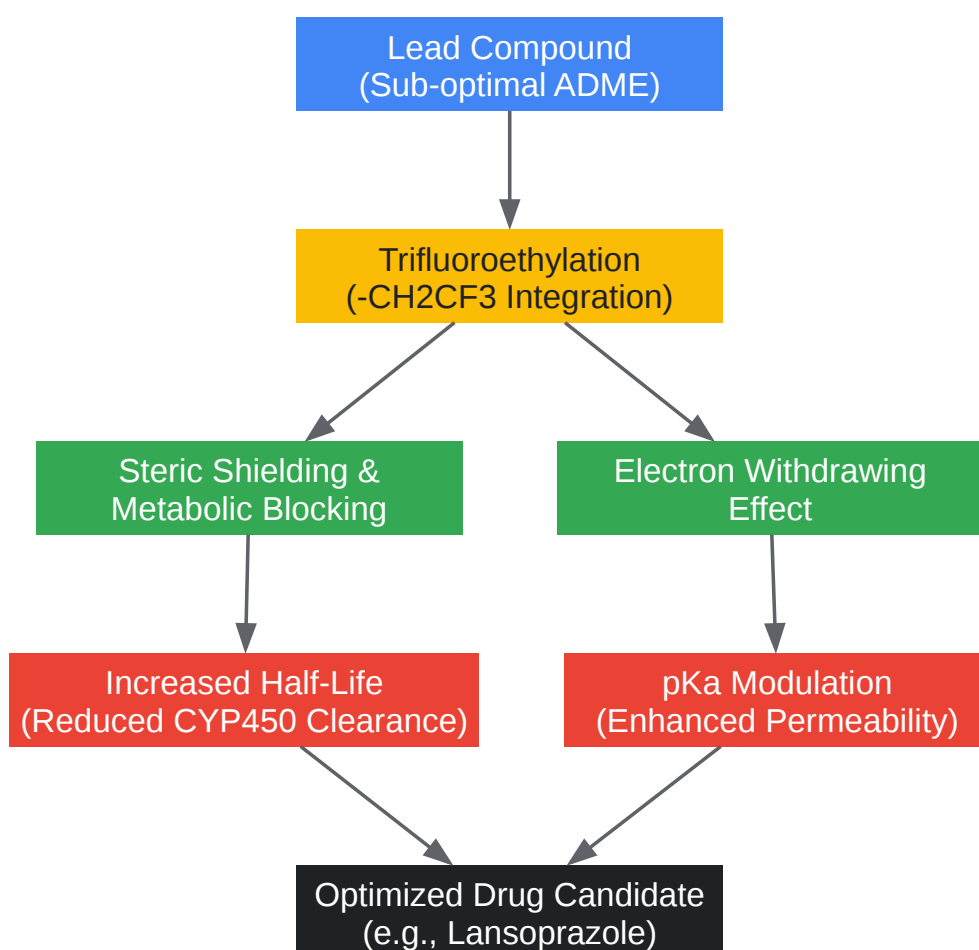 Lead Compound
(Sub-optimal ADME)
Trifluoroethylation
(-CH2CF3 Integration)
Steric Shielding &
Metabolic Blocking
Electron Withdrawing
Effect
Increased Half-Life
(Reduced CYP450 Clearance)
pKa Modulation
(Enhanced Permeability)
Optimized Drug Candidate
(e.g., Lansoprazole)